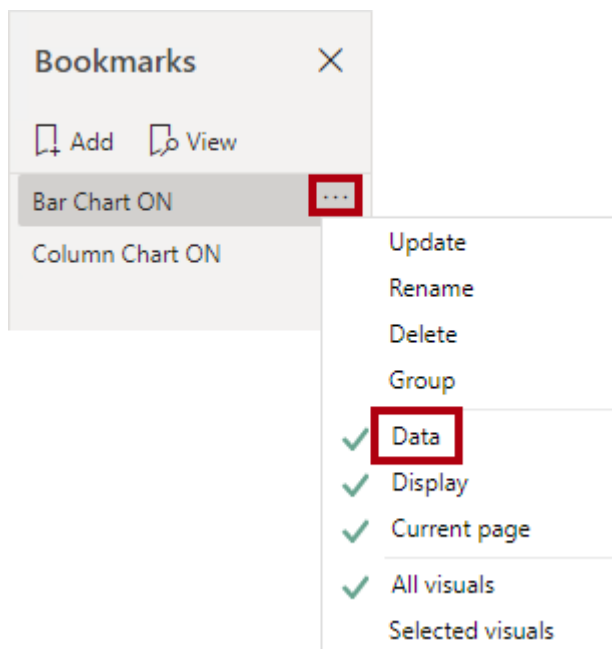 Bookmarks
Add View
Bar Chart ON ...
Column Chart ON
Update
Rename
Delete
Group
Data
Display
Current page
All visuals
Selected visuals